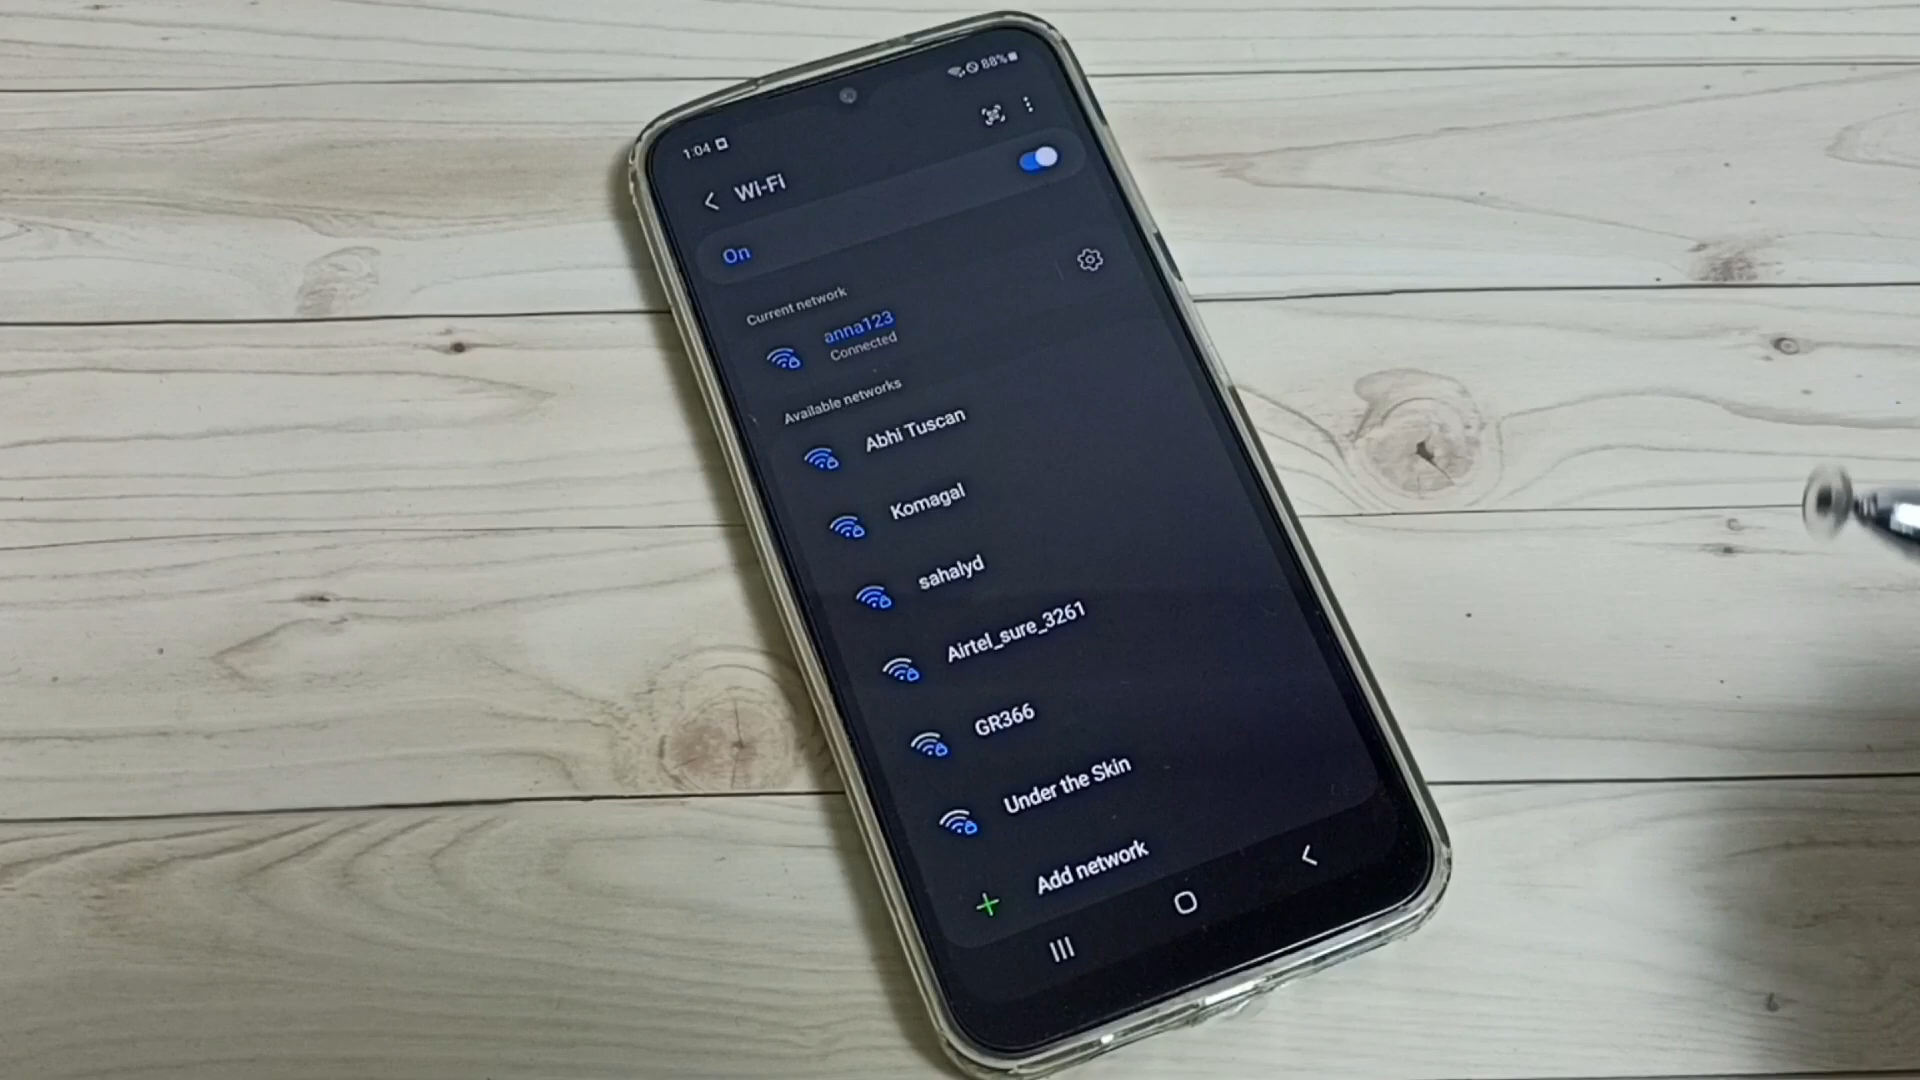 88%
1:04
Wi-Fi
On
Current network
anna123
Connected
Available networks
Abhi Tuscan
Komagal
sahalyd
Airtel_sure_3261
GR366
Under the Skin
Add network